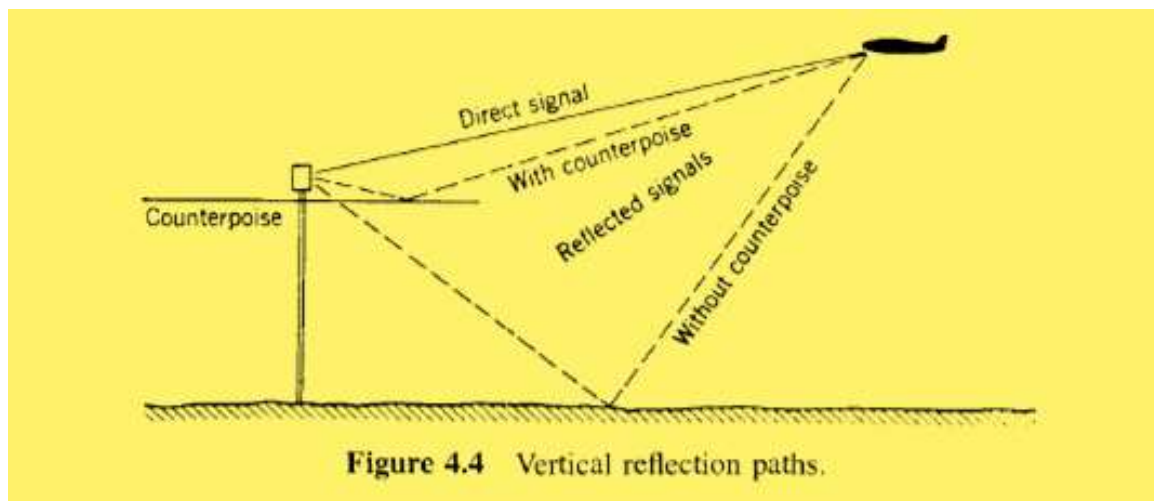 Direct signal
With counterpoise
Reflected signals
Without counterpoise
Counterpoise
Figure 4.4 Vertical reflection paths.